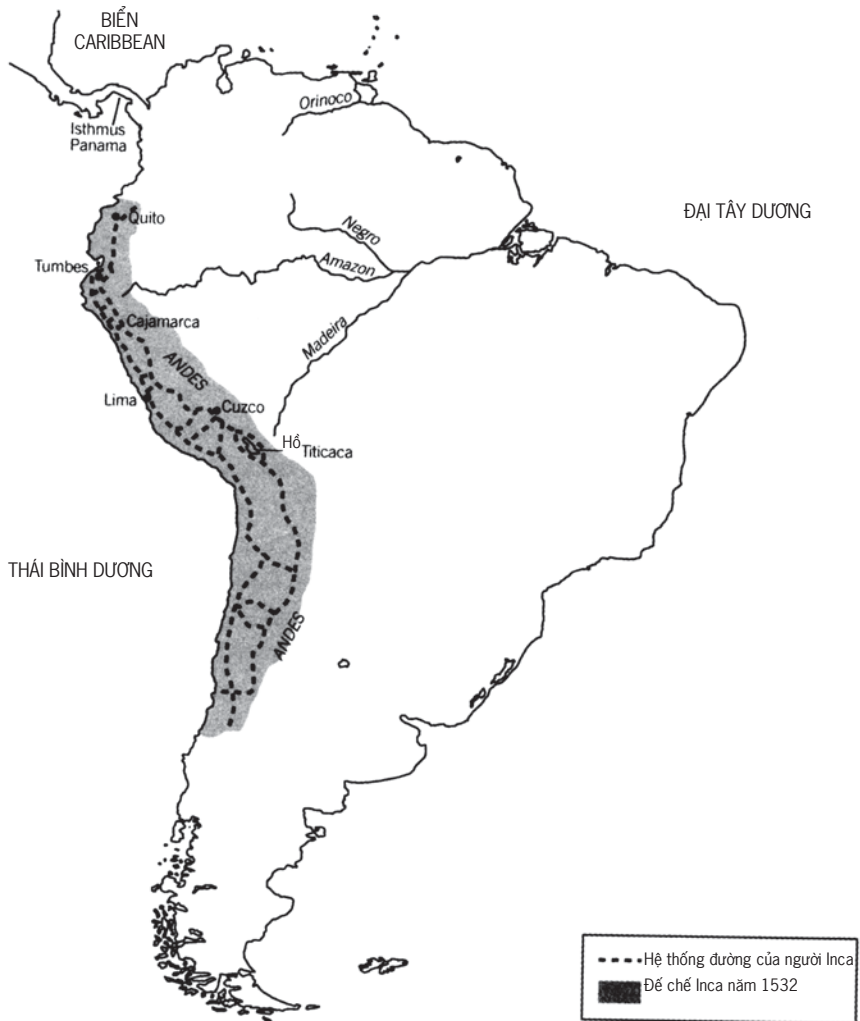 BIỂN
CARIBBEAN
Orinoco
Isthmus
Panama
ĐẠI TÂY DƯƠNG
Quito
Negro
Tumbes
Amazon
Cajamarca
Madeira
ANDES
Lima
Cuzco
Hồ Titicaca
THÁI BÌNH DƯƠNG
ANDES
Hệ thống đường của người Inca
Đế chế Inca năm 1532